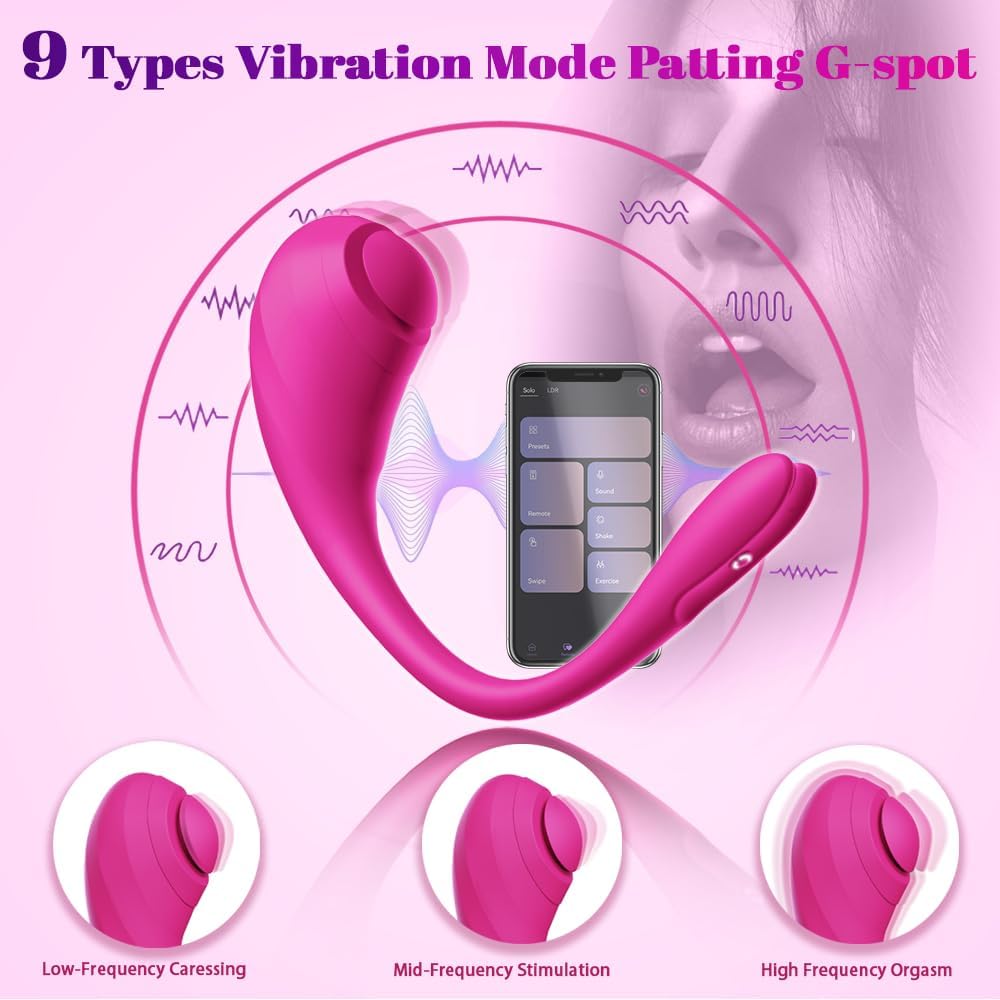 9 Types Vibration Mode Patting G-spot
Solo LDR
Presets
Remote
Sound
Shake
Swipe
Exercise
Low-Frequency Caressing
Mid-Frequency Stimulation
High Frequency Orgasm